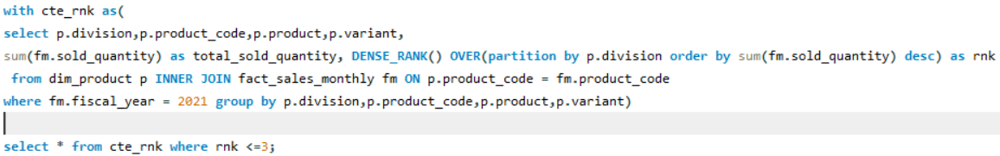 with cte_rnk as(
select p.division,p.product_code,p.product,p.variant,
sum(fm.sold_quantity) as total_sold_quantity, DENSE_RANK() OVER(partition by p.division order by sum(fm.sold_quantity) desc) as rnk
from dim_product p INNER JOIN fact_sales_monthly fm ON p.product_code = fm.product_code
where fm.fiscal_year = 2021 group by p.division,p.product_code,p.product,p.variant)
select * from cte_rnk where rnk <=3;